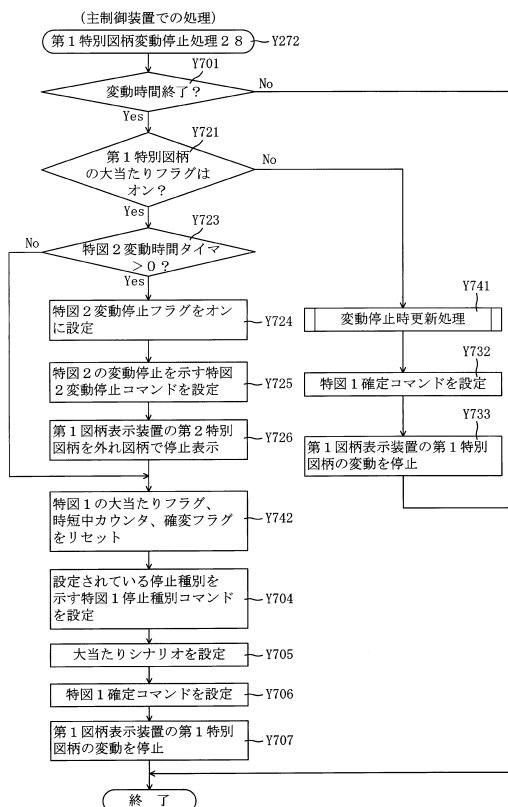 (主制御装置での処理)
第1特別図柄変動停止処理28
Y272
Y701
変動時間終了？
No
Yes
Y721
第1特別図柄
の大当たりフラグは
オン？
No
Yes
Y723
特図2変動時間タイマ
＞0？
No
Yes
特図2変動停止フラグをオン
に設定
Y724
特図2の変動停止を示す特図
2変動停止コマンドを設定
Y725
第1図柄表示装置の第2特別
図柄を外れ図柄で停止表示
Y726
特図1の大当たりフラグ、
時短中カウンタ、確変フラグ
をリセット
Y742
設定されている停止種別を
示す特図1停止種別コマンド
を設定
Y704
大当たりシナリオを設定
Y705
特図1確定コマンドを設定
Y706
第1図柄表示装置の第1特別
図柄の変動を停止
Y707
終 了
Y741
変動停止時更新処理
Y732
特図1確定コマンドを設定
Y733
第1図柄表示装置の第1特別
図柄の変動を停止